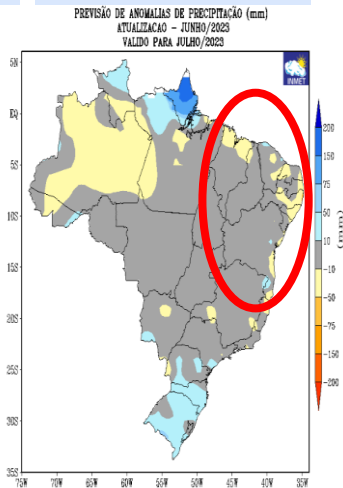 PREVISÃO DE ANOMALIAS DE PRECIPITAÇÃO (mm)
ATUALIZACAO - JUNHO/2023
VALIDO PARA JULHO/2023
INMET
5N
EQ
5S
10S
15S
20S
25S
30S
35S
75W 70W 65W 60W 55W 50W 45W 40W 35W
200
150
75
50
10
-10
-50
-75
-150
-200
(mm)